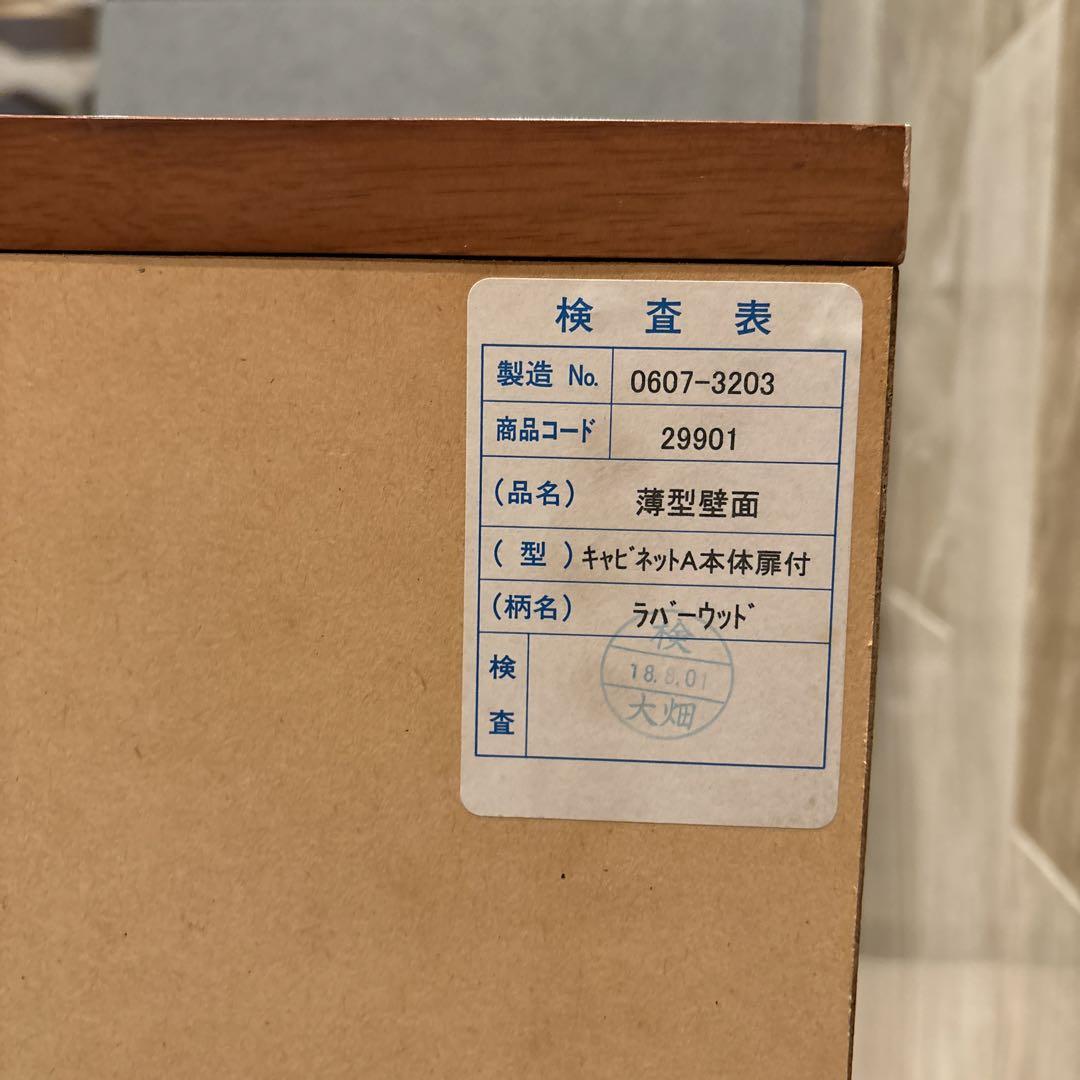 検 査 表
製造 No. 0607-3203
商品コード 29901
(品名) 薄型壁面
(型) ｷｬﾋﾞﾈｯﾄA本体扉付
(柄名) ﾗﾊﾞｰｳｯﾄﾞ
検査
検
18.8.01
大畑